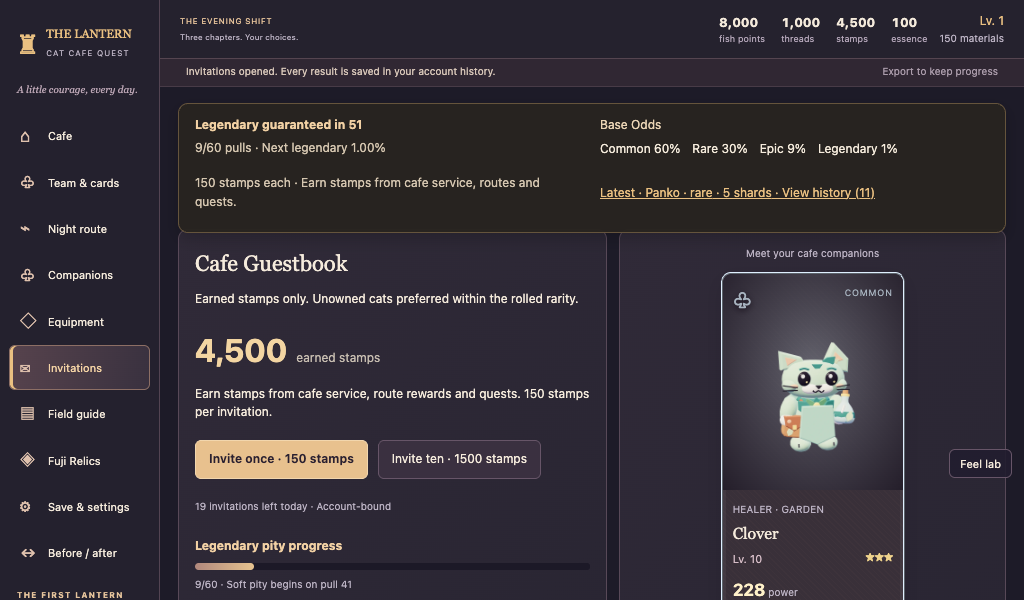 THE LANTERN
CAT CAFE QUEST
A little courage, every day.
Cafe
Team & cards
Night route
Companions
Equipment
Invitations
Field guide
Fuji Relics
Save & settings
Before / after
THE FIRST LANTERN
THE EVENING SHIFT
Three chapters. Your choices.
8,000
fish points
1,000
threads
4,500
stamps
100
essence
Lv. 1
150 materials
Invitations opened. Every result is saved in your account history.
Export to keep progress
Legendary guaranteed in 51
9/60 pulls · Next legendary 1.00%
150 stamps each · Earn stamps from cafe service, routes and
quests.
Base Odds
Common 60% Rare 30% Epic 9% Legendary 1%
Latest · Panko · rare · 5 shards · View history (11)
Cafe Guestbook
Earned stamps only. Unowned cats preferred within the rolled rarity.
4,500 earned stamps
Earn stamps from cafe service, route rewards and quests. 150 stamps
per invitation.
Invite once · 150 stamps
Invite ten · 1500 stamps
19 invitations left today · Account-bound
Legendary pity progress
9/60 · Soft pity begins on pull 41
Meet your cafe companions
COMMON
HEALER · GARDEN
Clover
Lv. 10
228 power
Feel lab